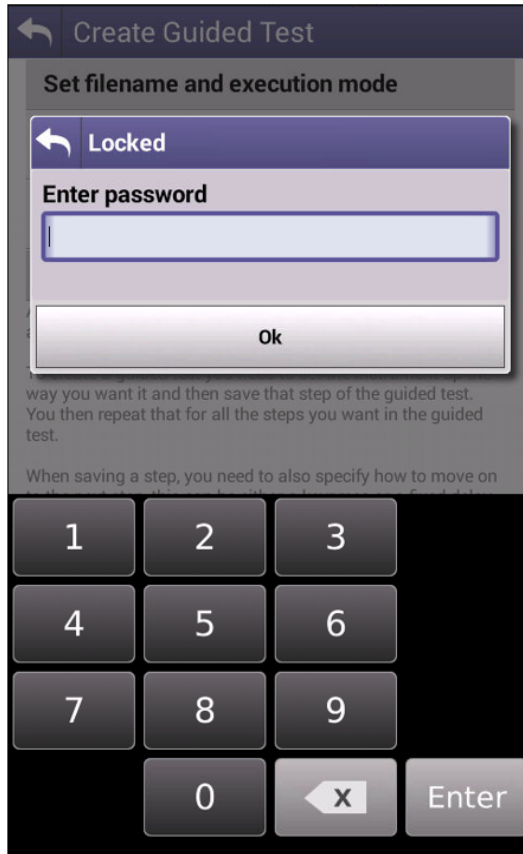 Create Guided Test
Set filename and execution mode
Locked
Enter password
Ok
way you want it and then save that step of the guided test.
You then repeat that for all the steps you want in the guided
test.
When saving a step, you need to also specify how to move on
1 2 3
4 5 6
7 8 9
0 X Enter